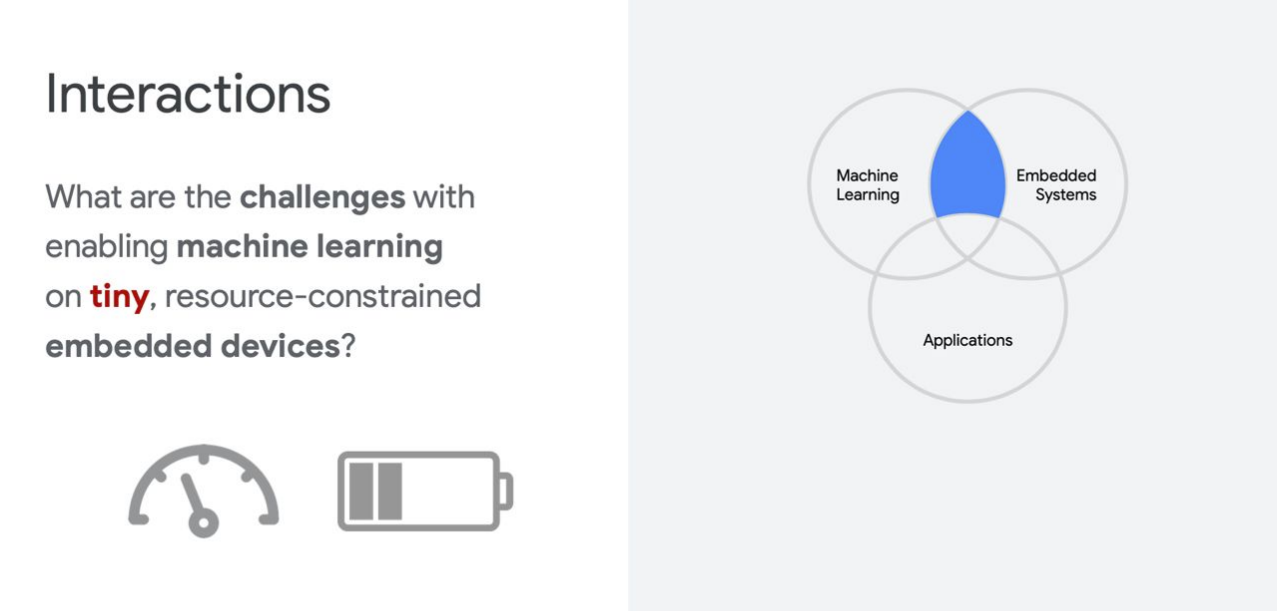 Interactions
What are the challenges with
enabling machine learning
on tiny, resource-constrained
embedded devices?
Machine
Learning
Embedded
Systems
Applications